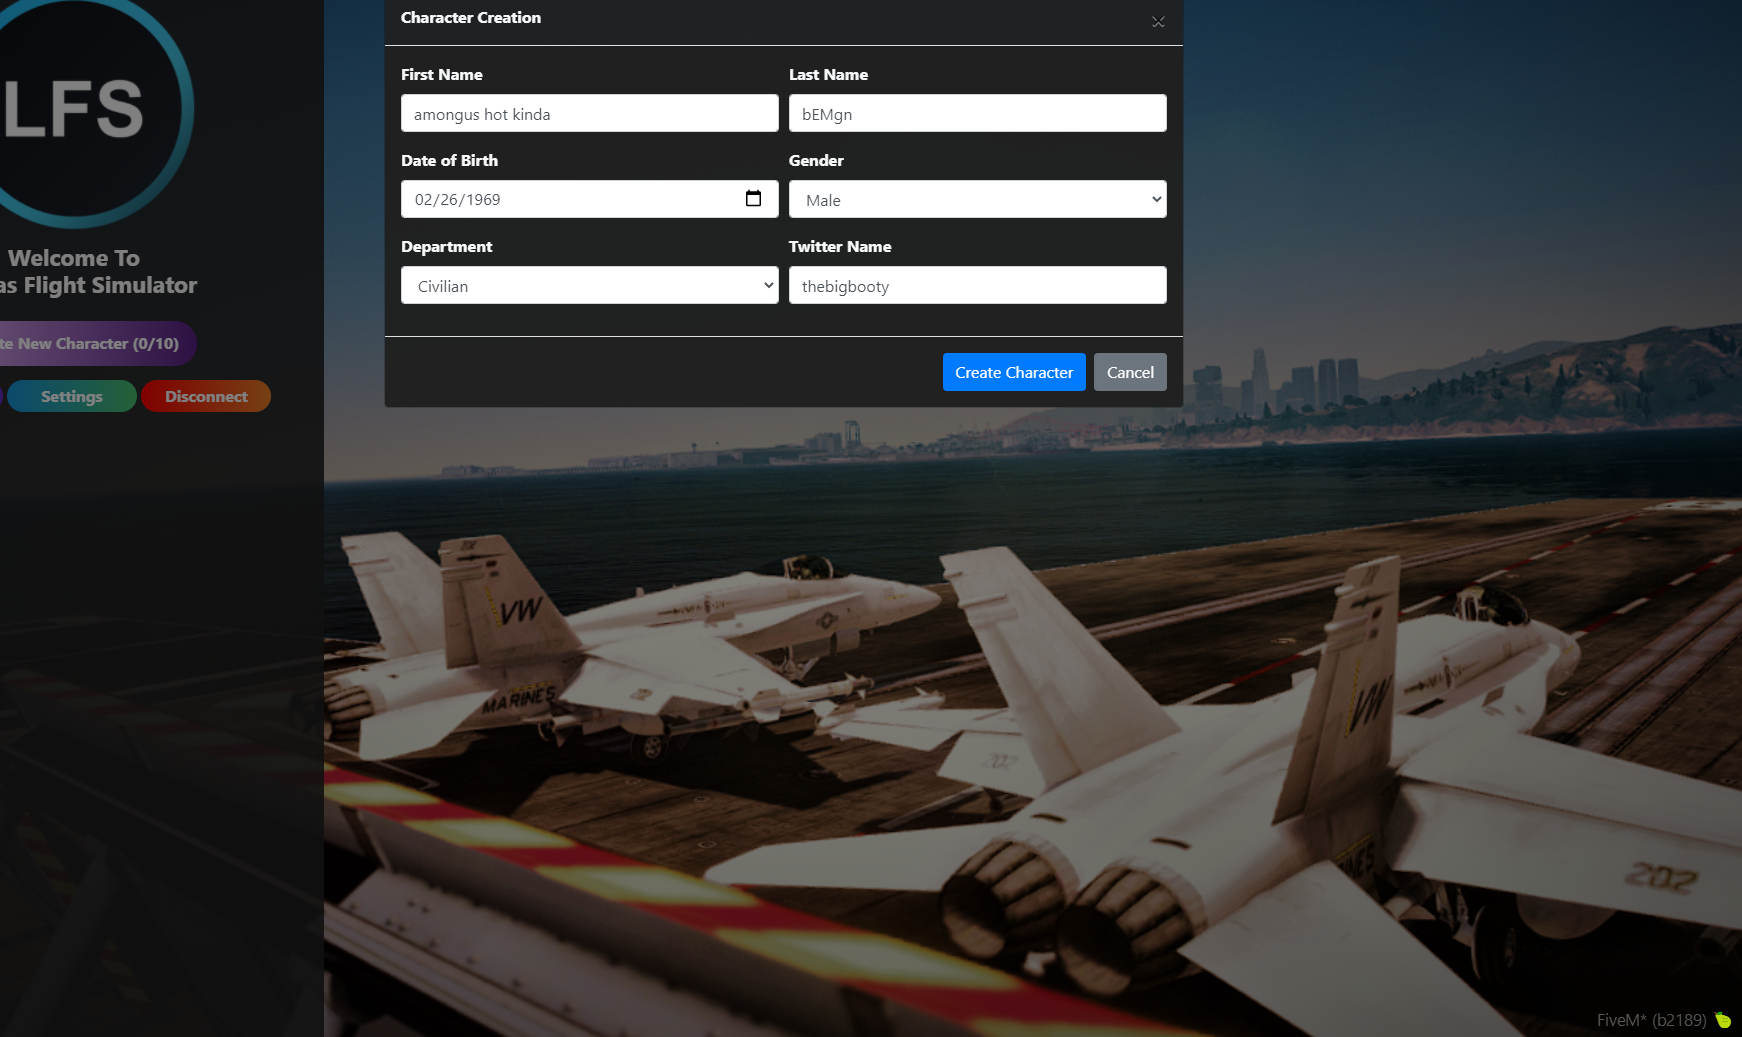 LFS
Welcome To
as Flight Simulator
te New Character (0/10)
Settings
Disconnect
Character Creation
×
First Name
Last Name
amongus hot kinda
bEMgn
Date of Birth
Gender
02/26/1969
Male
Department
Twitter Name
Civilian
thebigbooty
Create Character
Cancel
VW
MARINES
VW
202
202
FiveM* (b2189)